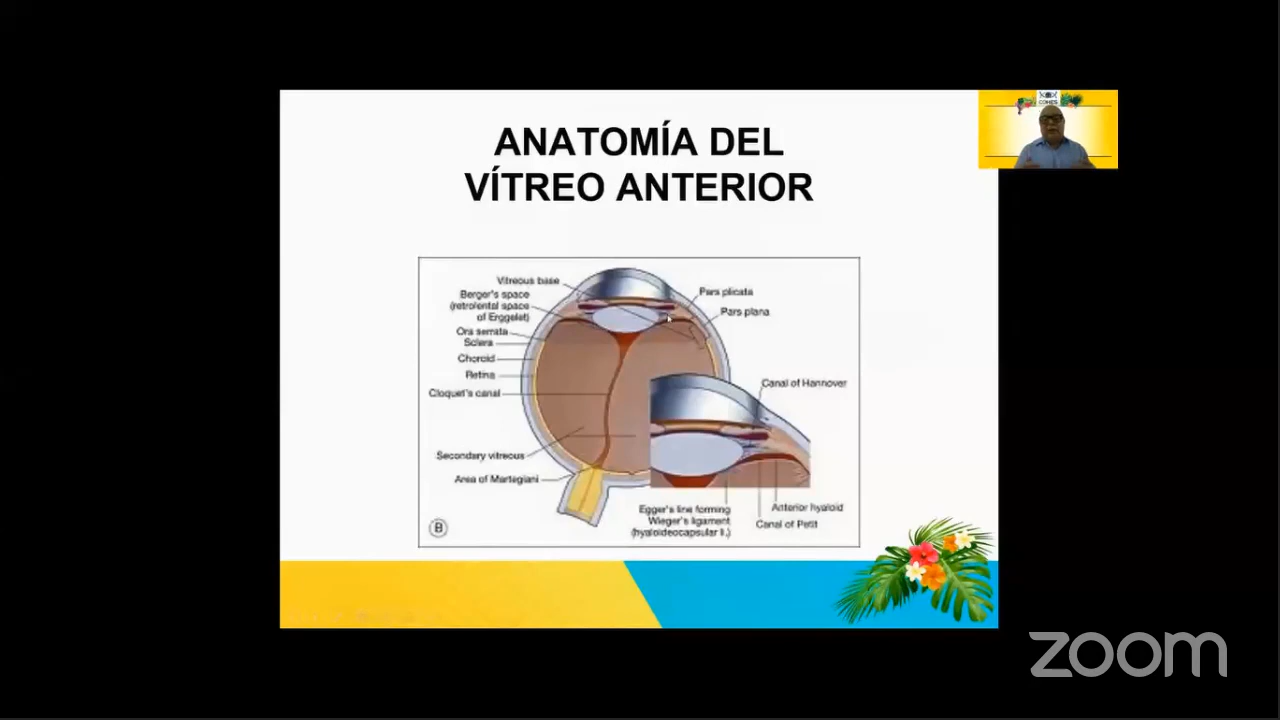 ANATOMÍA DEL
VÍTREO ANTERIOR
Vitreous base
Berger's space
(retrolental space
of Erggelet)
Ora serrata
Sclera
Choroid
Retina
Cloquet's canal
Secondary vitreous
Area of Martegiani
B
Pars plicata
Pars plana
Canal of Hannover
Anterior hyaloid
Canal of Petit
Egger's line forming
Wieger's ligament
(hyaloideocapsular li.)
zoom